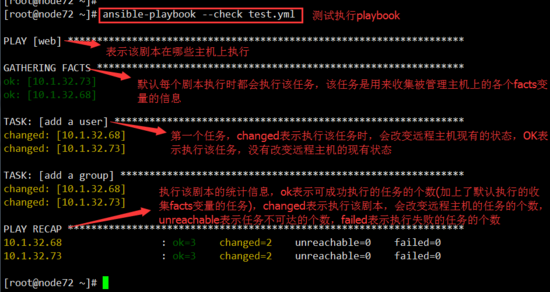 [root@node72 ~]#
[root@node72 ~]# ansible-playbook --check test.yml 测试执行playbook
PLAY [web] ****************************************************************
表示该剧本在哪些主机上执行
GATHERING FACTS ****************************************************************
ok: [10.1.32.73]
ok: [10.1.32.68]
默认每个剧本执行时都会执行该任务，该任务是用来收集被管理主机上的各个facts变
量的信息
TASK: [add a user] ****************************************************************
changed: [10.1.32.68]
changed: [10.1.32.73]
第一个任务，changed表示执行该任务时，会改变远程主机现有的状态，OK表
示执行该任务，没有改变远程主机的现有状态
TASK: [add a group] ****************************************************************
changed: [10.1.32.68]
changed: [10.1.32.73]
执行该剧本的统计信息，ok表示可成功执行的任务的个数(加上了默认执行的收
集facts变量的任务)，changed表示执行该剧本，会改变远程主机的任务的个数，
unreachable表示任务不可达的个数，failed表示执行失败的任务的个数
PLAY RECAP ****************************************************************
10.1.32.68 : ok=3 changed=2 unreachable=0 failed=0
10.1.32.73 : ok=3 changed=2 unreachable=0 failed=0
[root@node72 ~]#